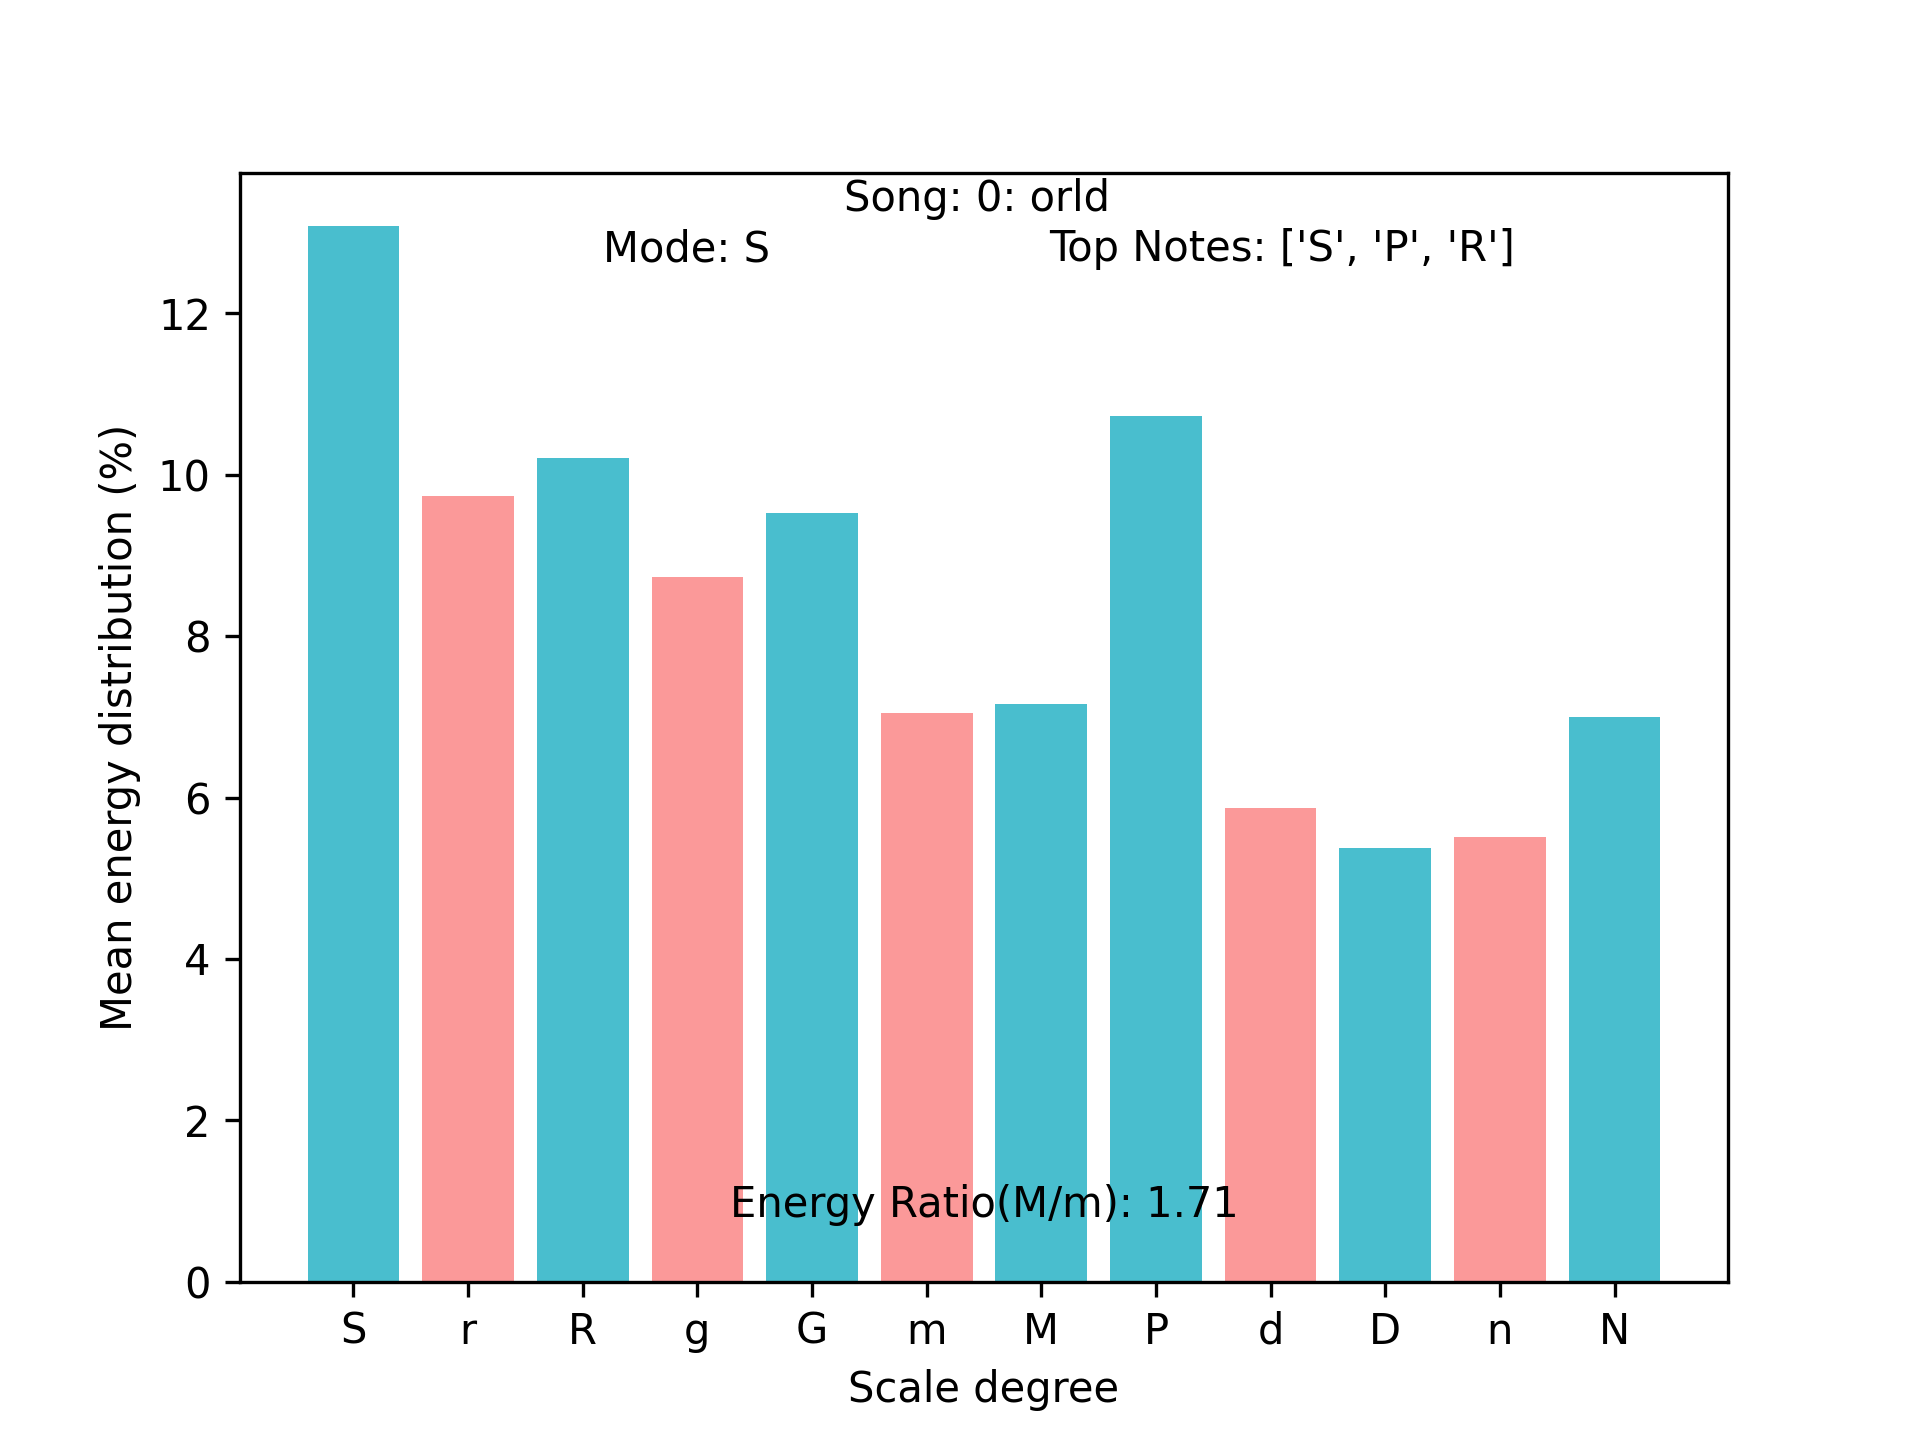 Song: 0: orld
Mode: S
Top Notes: ['S', 'P', 'R']
Mean energy distribution (%)
12
10
8
6
4
2
0
Energy Ratio(M/m): 1.71
S r R g G m M P d D n N
Scale degree